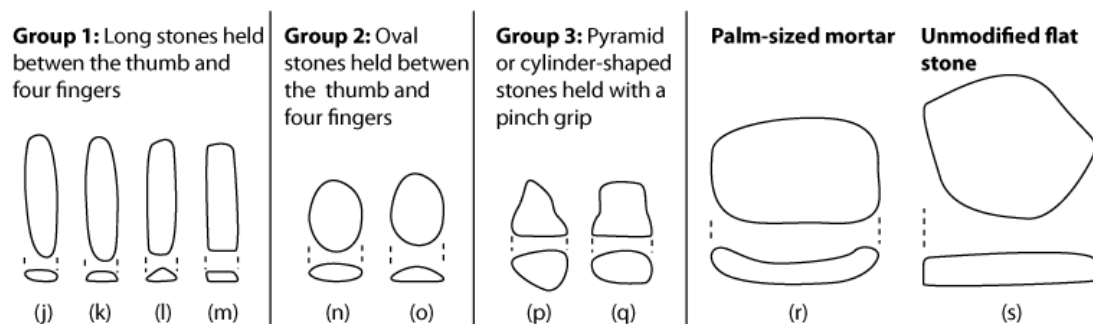 Group 1: Long stones held
betwen the thumb and
four fingers
Group 2: Oval
stones held betwen
the thumb and
four fingers
Group 3: Pyramid
or cylinder-shaped
stones held with a
pinch grip
Palm-sized mortar
Unmodified flat
stone
(j) (k) (l) (m) (n) (o) (p) (q) (r) (s)